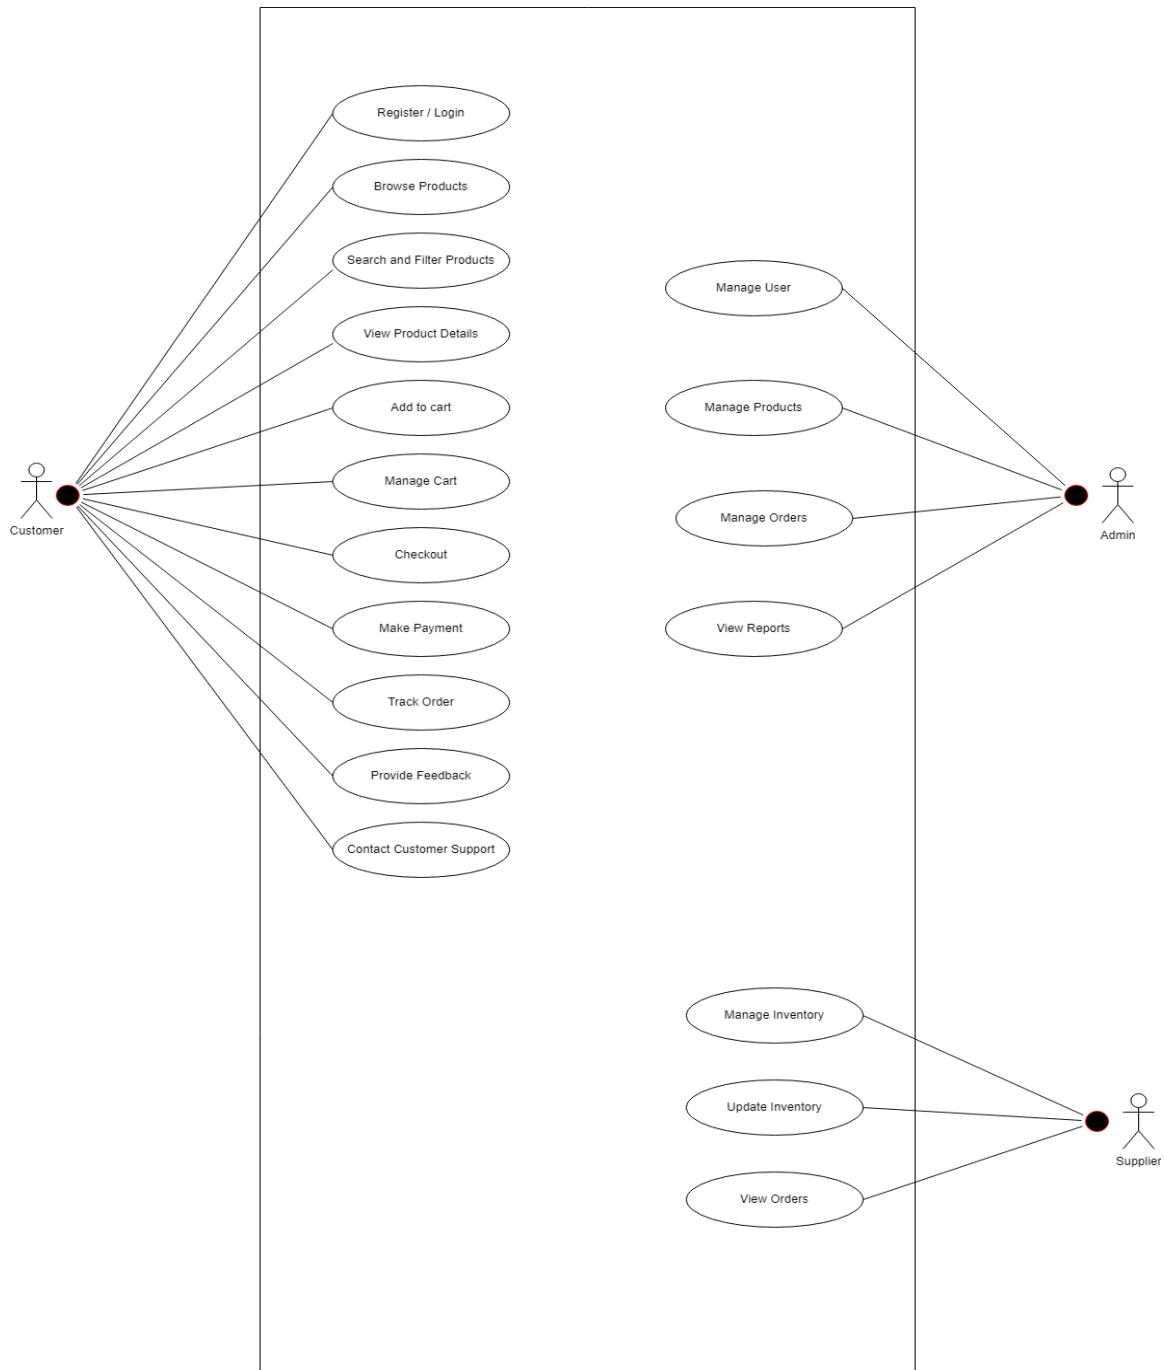 Register / Login
Browse Products
Search and Filter Products
View Product Details
Add to cart
Manage Cart
Checkout
Make Payment
Track Order
Provide Feedback
Contact Customer Support
Customer
Manage User
Manage Products
Manage Orders
View Reports
Admin
Manage Inventory
Update Inventory
View Orders
Supplier